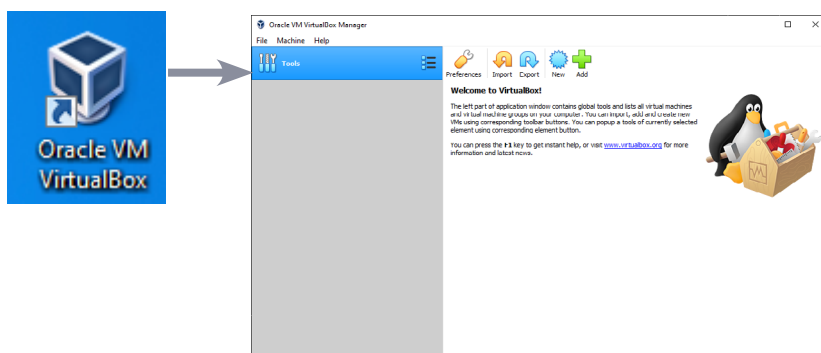 Oracle VM
VirtualBox
Oracle VM VirtualBox Manager
File Machine Help
Tools
Preferences Import Export New Add
Welcome to VirtualBox!
The left part of application window contains global tools and lists all virtual machines
and virtual machine groups on your computer. You can import, add and create new
VMs using corresponding toolbar buttons. You can popup a tools of currently selected
element using corresponding element button.
You can press the F1 key to get instant help, or visit www.virtualbox.org for more
information and latest news.
VM